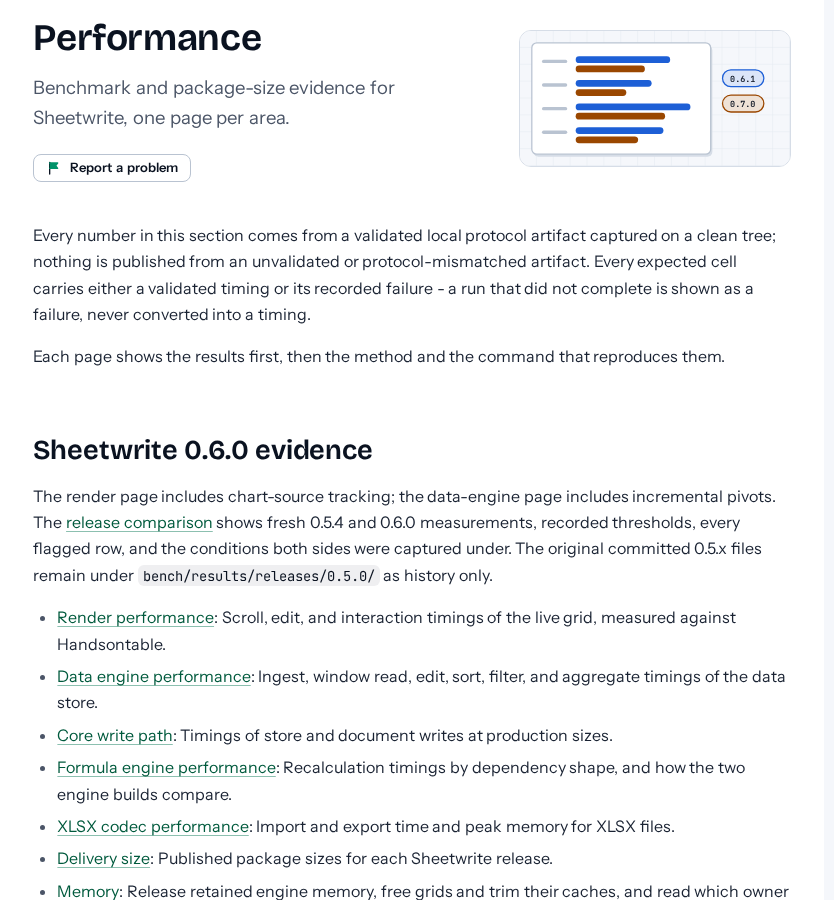 Performance
Benchmark and package-size evidence for
Sheetwrite, one page per area.
Report a problem
0.6.1
0.7.0
Every number in this section comes from a validated local protocol artifact captured on a clean tree;
nothing is published from an unvalidated or protocol-mismatched artifact. Every expected cell
carries either a validated timing or its recorded failure - a run that did not complete is shown as a
failure, never converted into a timing.
Each page shows the results first, then the method and the command that reproduces them.
Sheetwrite 0.6.0 evidence
The render page includes chart-source tracking; the data-engine page includes incremental pivots.
The release comparison shows fresh 0.5.4 and 0.6.0 measurements, recorded thresholds, every
flagged row, and the conditions both sides were captured under. The original committed 0.5.x files
remain under bench/results/releases/0.5.0/ as history only.
• Render performance: Scroll, edit, and interaction timings of the live grid, measured against
Handsontable.
• Data engine performance: Ingest, window read, edit, sort, filter, and aggregate timings of the data
store.
• Core write path: Timings of store and document writes at production sizes.
• Formula engine performance: Recalculation timings by dependency shape, and how the two
engine builds compare.
• XLSX codec performance: Import and export time and peak memory for XLSX files.
• Delivery size: Published package sizes for each Sheetwrite release.
• Memory: Release retained engine memory, free grids and trim their caches, and read which owner